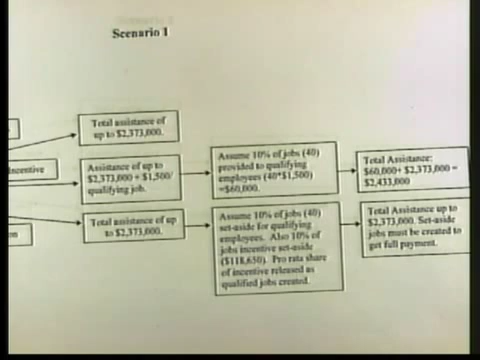 Scenario 1
Total assistance of
up to $2,373,000.
Incentive
Assistance of up to
$2,373,000 + $1,500/
qualifying job.
Assume 10% of jobs (40)
provided to qualifying
employees (40*$1,500)
=$60,000.
Total Assistance:
$60,000+ $2,373,000 =
$2,433,000
on
Total assistance of up
to $2,373,000.
Assume 10% of jobs (40)
set-aside for qualifying
employees. Also 10% of
jobs incentive set-aside
($118,650). Pro rata share
of incentive released as
qualified jobs created.
Total Assistance up to
$2,373,000. Set-aside
jobs must be created to
get full payment.